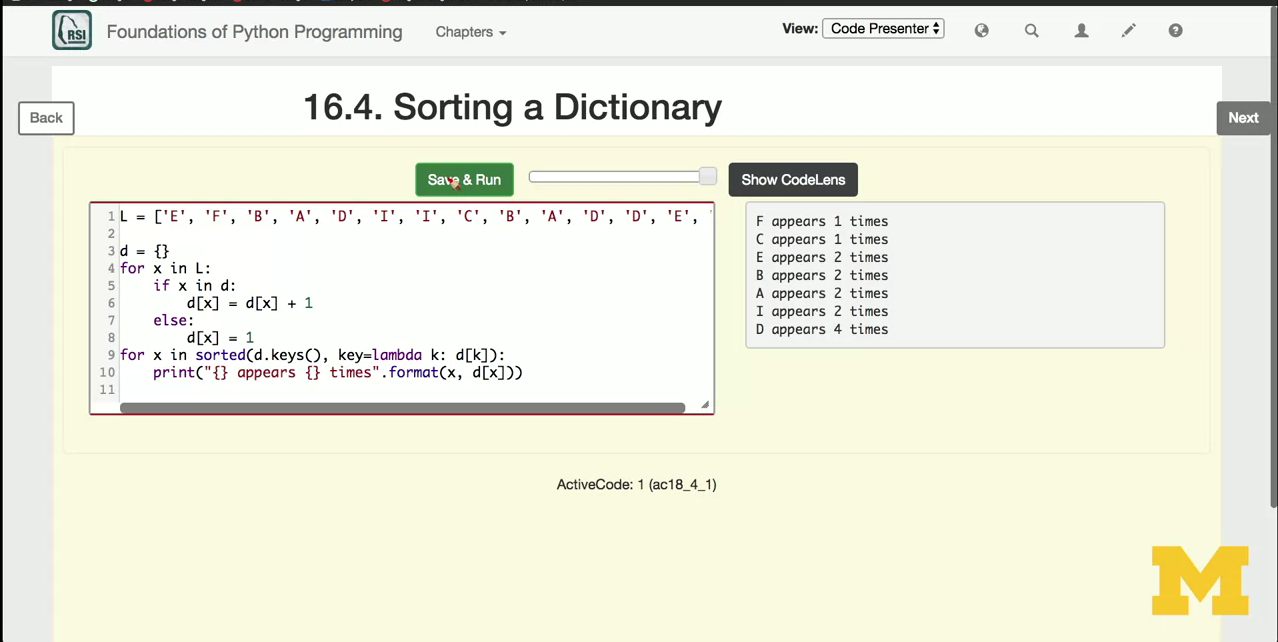 RSI
Foundations of Python Programming
Chapters
View: Code Presenter
Back
16.4. Sorting a Dictionary
Next
Save & Run
Show CodeLens
1 L = ['E', 'F', 'B', 'A', 'D', 'I', 'I', 'C', 'B', 'A', 'D', 'D', 'E', '
2
3 d = {}
4 for x in L:
5     if x in d:
6         d[x] = d[x] + 1
7     else:
8         d[x] = 1
9 for x in sorted(d.keys(), key=lambda k: d[k]):
10     print("{} appears {} times".format(x, d[x]))
11
F appears 1 times
C appears 1 times
E appears 2 times
B appears 2 times
A appears 2 times
I appears 2 times
D appears 4 times
ActiveCode: 1 (ac18_4_1)
M